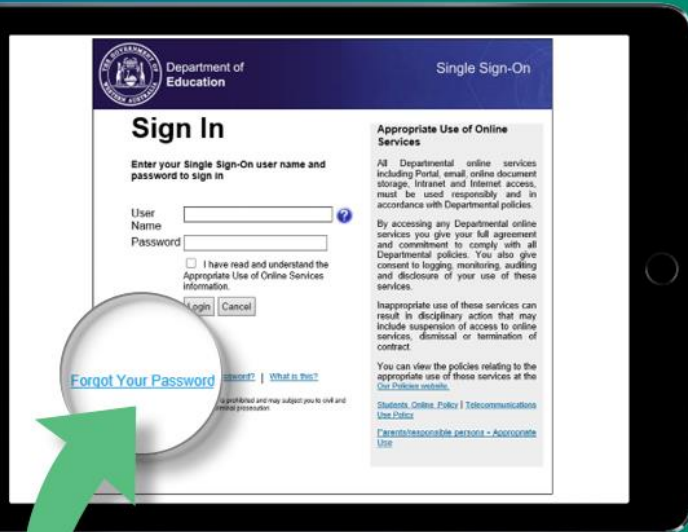 Department of
Education
Single Sign-On
Sign In
Enter your Single Sign-On user name and
password to sign in
User
Name
Password
I have read and understand the
Appropriate Use of Online Services
information.
Login Cancel
Forgot Your Password
password? | What is this?
is prohibited and may subject you to civil and
criminal prosecution.
Appropriate Use of Online
Services
All Departmental online services
including Portal, email, online document
storage, Intranet and Internet access,
must be used responsibly and in
accordance with Departmental policies.
By accessing any Departmental online
services you give your full agreement
and commitment to comply with all
Departmental policies. You also give
consent to logging, monitoring, auditing
and disclosure of your use of these
services.
Inappropriate use of these services can
result in disciplinary action that may
include suspension of access to online
services, dismissal or termination of
contract.
You can view the policies relating to the
appropriate use of these services at the
Our Policies website.
Students Online Policy | Telecommunications
Use Policy
Parents/responsible persons - Appropriate
Use